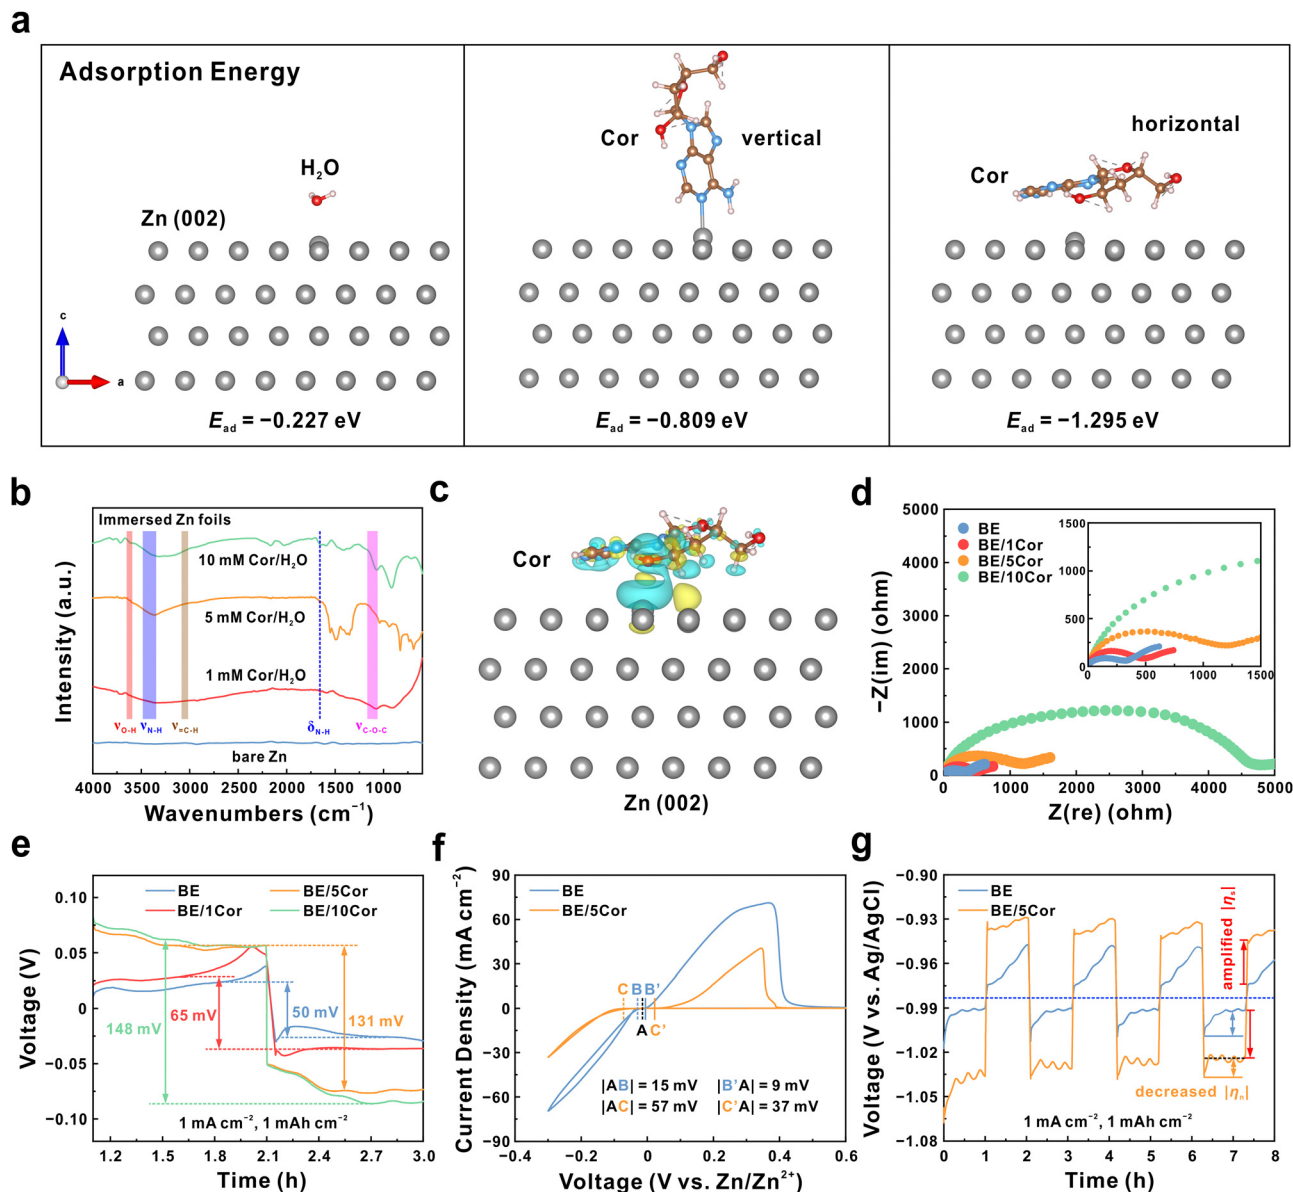 a
Adsorption Energy
H₂O
Zn (002)
c
a
E_ad = −0.227 eV
Cor
vertical
E_ad = −0.809 eV
horizontal
Cor
E_ad = −1.295 eV
b
Immersed Zn foils
10 mM Cor/H₂O
5 mM Cor/H₂O
1 mM Cor/H₂O
ν_O-H ν_N-H ν_=C-H δ_N-H ν_C-O-C
bare Zn
Intensity (a.u.)
4000 3500 3000 2500 2000 1500 1000
Wavenumbers (cm⁻¹)
c
Cor
Zn (002)
d
BE
BE/1Cor
BE/5Cor
BE/10Cor
5000
4000
3000
2000
1000
0
−Z(im) (ohm)
0 1000 2000 3000 4000 5000
Z(re) (ohm)
1500
1000
500
0
0 500 1000 1500
e
BE
BE/1Cor
BE/5Cor
BE/10Cor
0.10
0.05
0
−0.05
−0.10
Voltage (V)
148 mV
65 mV
50 mV
131 mV
1 mA cm⁻², 1 mAh cm⁻²
1.2 1.5 1.8 2.1 2.4 2.7 3.0
Time (h)
f
BE
BE/5Cor
90
60
30
0
−30
−60
−90
Current Density (mA cm⁻²)
C B B'
A C'
|AB| = 15 mV |B'A| = 9 mV
|AC| = 57 mV |C'A| = 37 mV
−0.4 −0.2 0 0.2 0.4 0.6
Voltage (V vs. Zn/Zn²⁺)
g
BE
BE/5Cor
−0.90
−0.93
−0.96
−0.99
−1.02
−1.05
−1.08
Voltage (V vs. Ag/AgCl)
amplified |η_s|
decreased |η_n|
1 mA cm⁻², 1 mAh cm⁻²
0 1 2 3 4 5 6 7 8
Time (h)